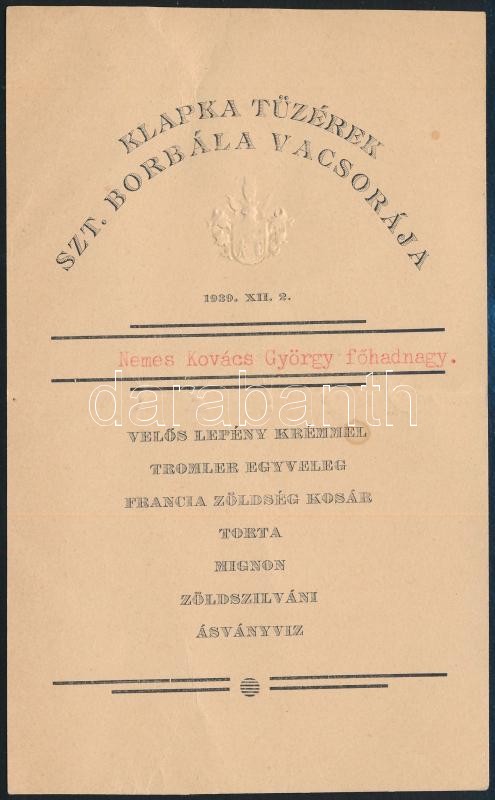 KLAPKA TÜZÉREK
SZT. BORBÁLA VACSORÁJA
1939. XII. 2.
Nemes Kovács György főhadnagy.
darabanth
VELŐS LEPÉNY KRÉMMEL
TROMLER EGYVELEG
FRANCIA ZÖLDSÉG KOSÁR
TORTA
MIGNON
ZÖLDSZILVÁNI
ÁSVÁNYVIZ